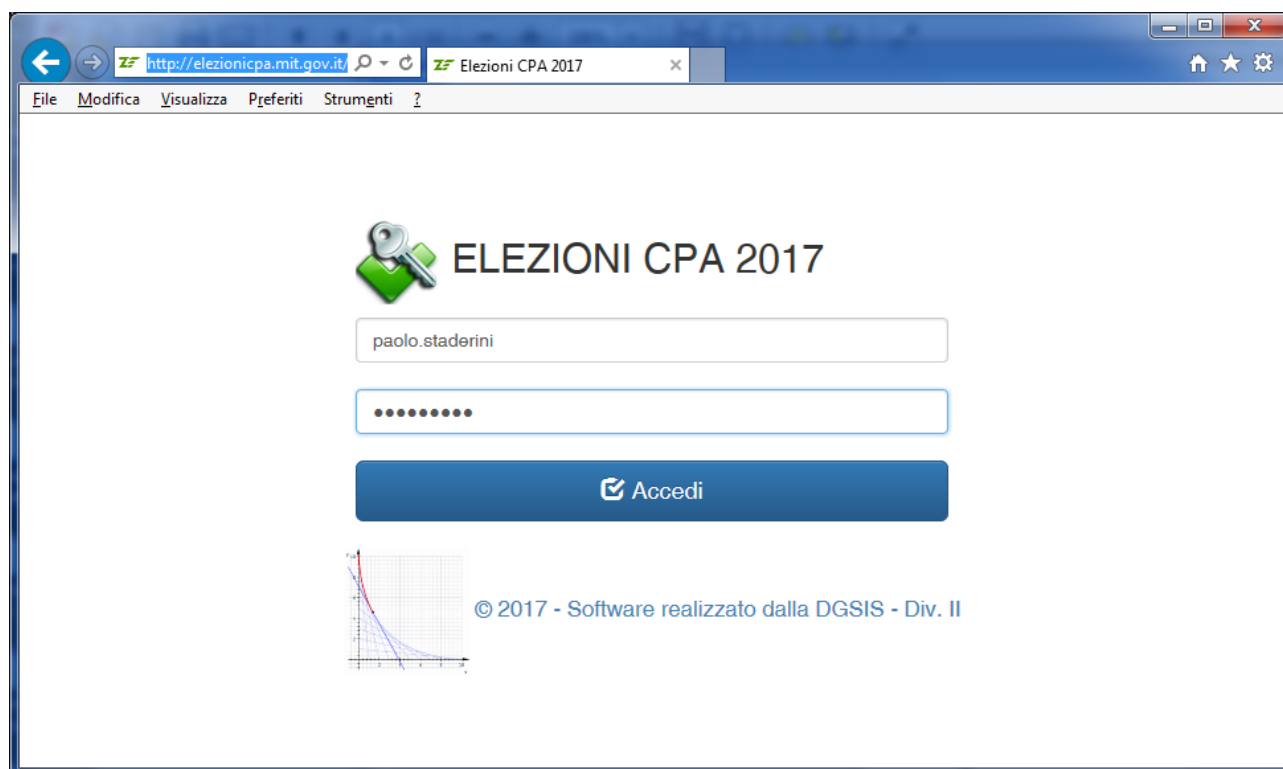 http://elezionicpa.mit.gov.it/ Elezioni CPA 2017
File Modifica Visualizza Preferiti Strumenti ?
ELEZIONI CPA 2017
paolo.staderini
●●●●●●●●●
Accedi
© 2017 - Software realizzato dalla DGSIS - Div. II